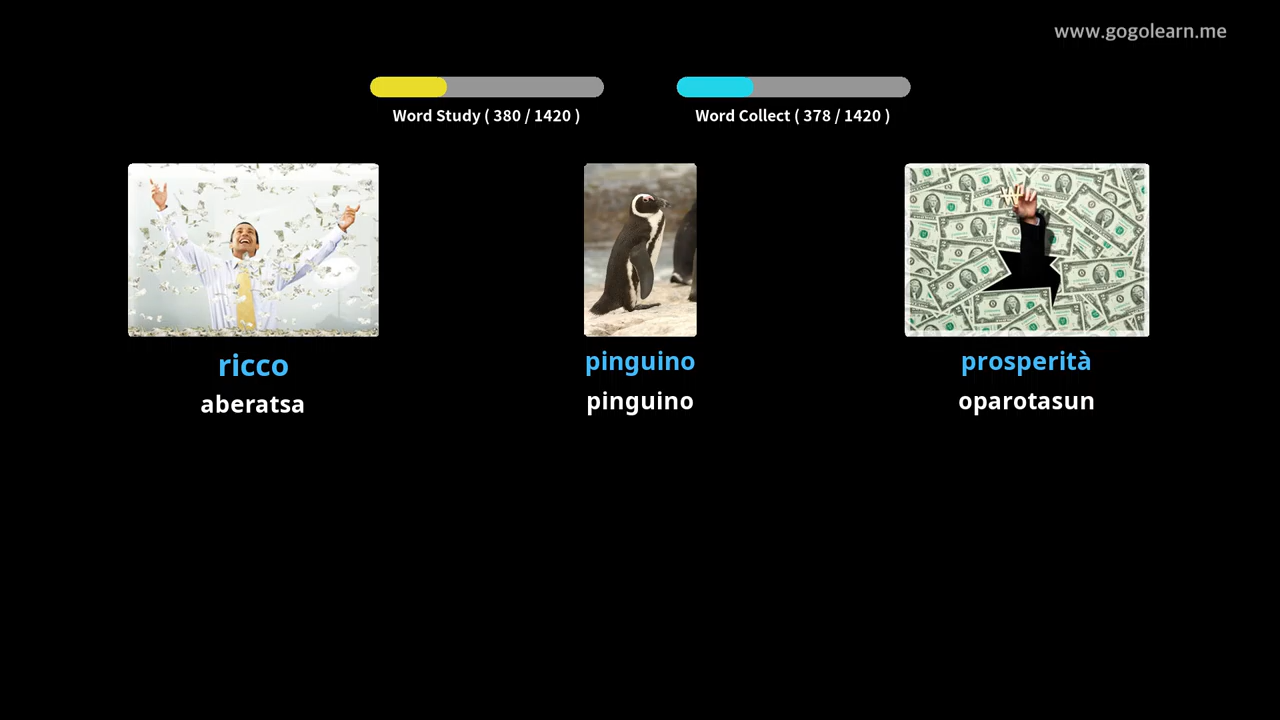 www.gogolearn.me
Word Study ( 380 / 1420 )
Word Collect ( 378 / 1420 )
ricco
aberatsa
pinguino
pinguino
prosperità
oparotasun